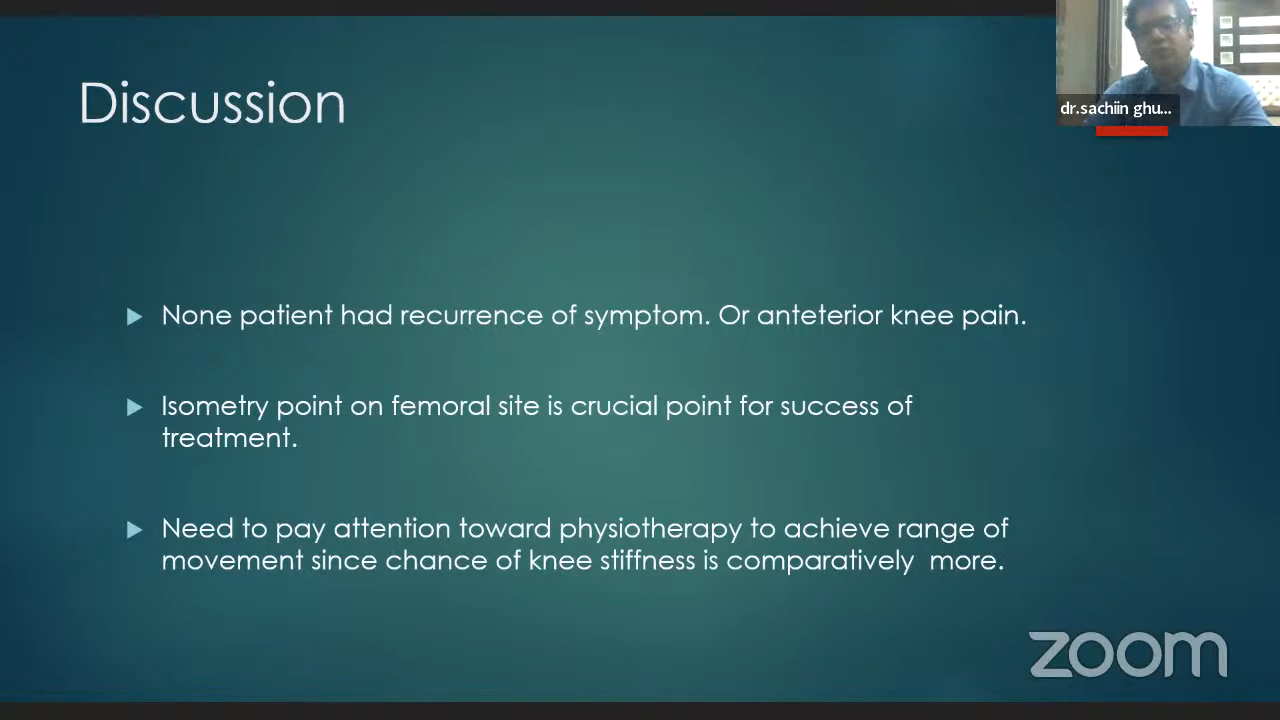 Discussion
dr.sachiin ghu...
None patient had recurrence of symptom. Or anteterior knee pain.
Isometry point on femoral site is crucial point for success of
treatment.
Need to pay attention toward physiotherapy to achieve range of
movement since chance of knee stiffness is comparatively more.
zoom